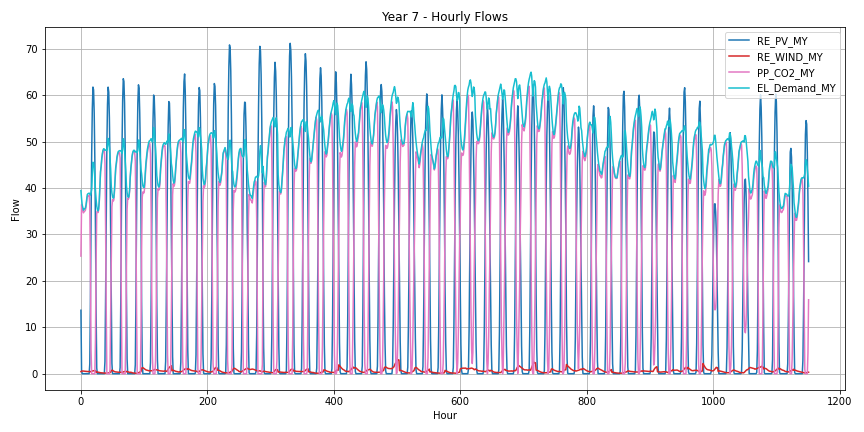 Year 7 - Hourly Flows
RE_PV_MY
RE_WIND_MY
PP_CO2_MY
EL_Demand_MY
70
60
50
40
30
20
10
0
Flow
0 200 400 600 800 1000 1200
Hour